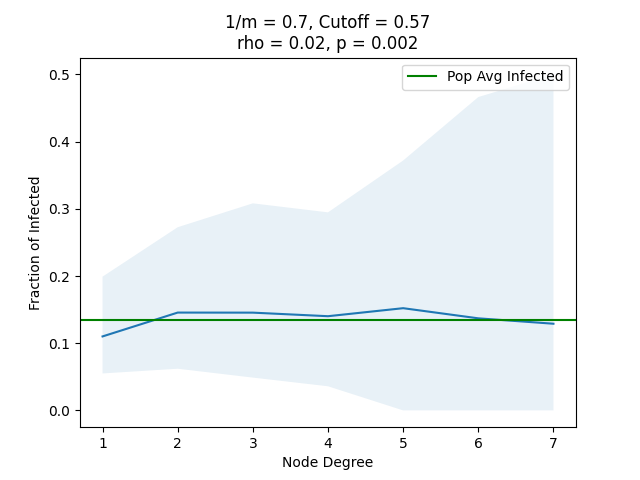 1/m = 0.7, Cutoff = 0.57
rho = 0.02, p = 0.002
Pop Avg Infected
0.5
0.4
0.3
0.2
0.1
0.0
Fraction of Infected
1 2 3 4 5 6 7
Node Degree